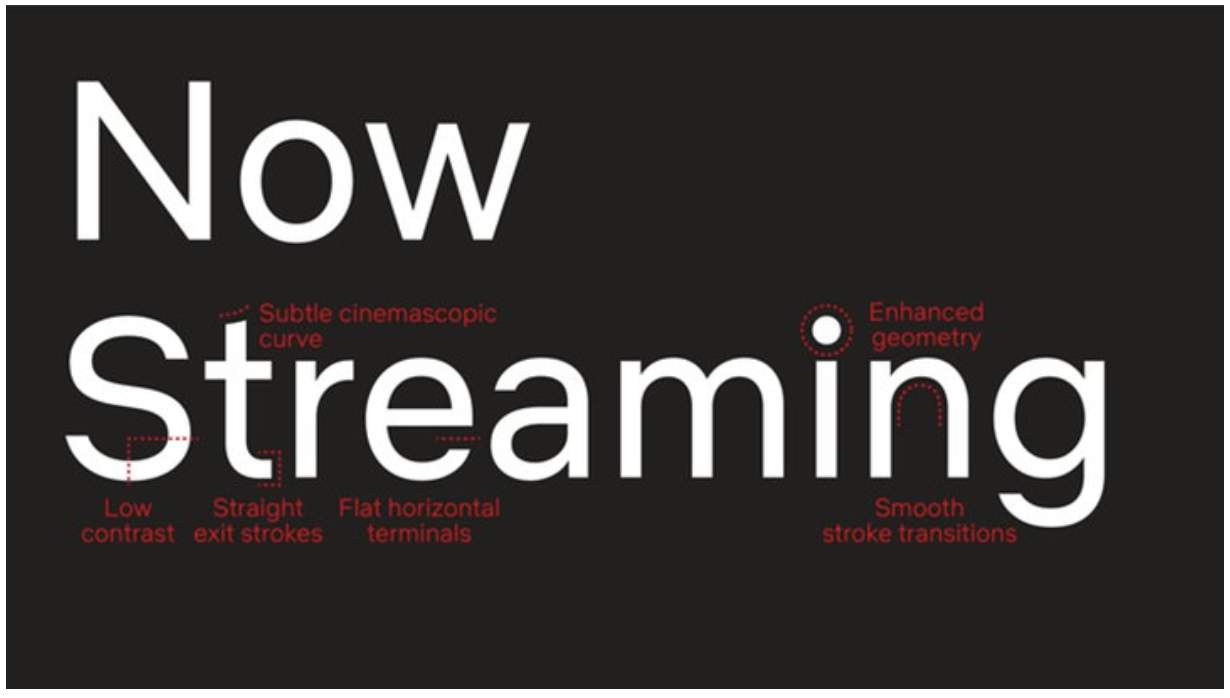 Now
Subtle cinemascopic
curve
Enhanced
geometry
Streaming
Low
contrast
Straight
exit strokes
Flat horizontal
terminals
Smooth
stroke transitions